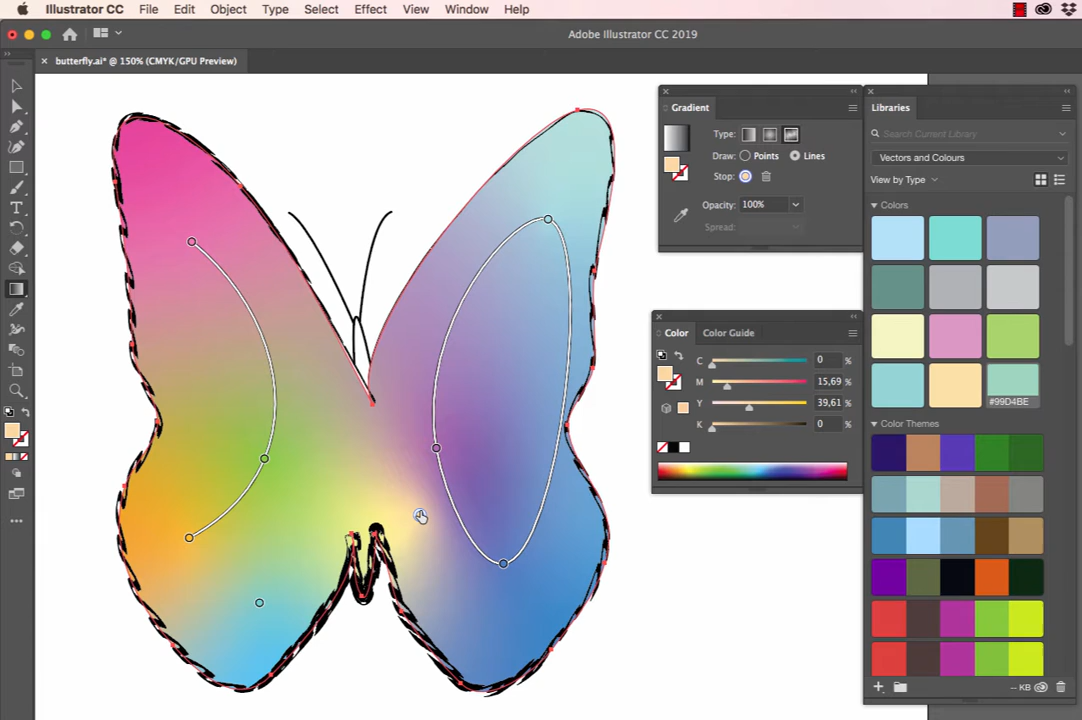 Illustrator CC File Edit Object Type Select Effect View Window Help
Adobe Illustrator CC 2019
butterfly.ai* @ 150% (CMYK/GPU Preview)
Gradient
Type:
Draw: Points Lines
Stop:
Opacity: 100%
Spread:
Color Color Guide
C 0 %
M 15,69 %
Y 39,61 %
K 0 %
Libraries
Search Current Library
Vectors and Colours
View by Type
Colors
#99D4BE
Color Themes
-- KB